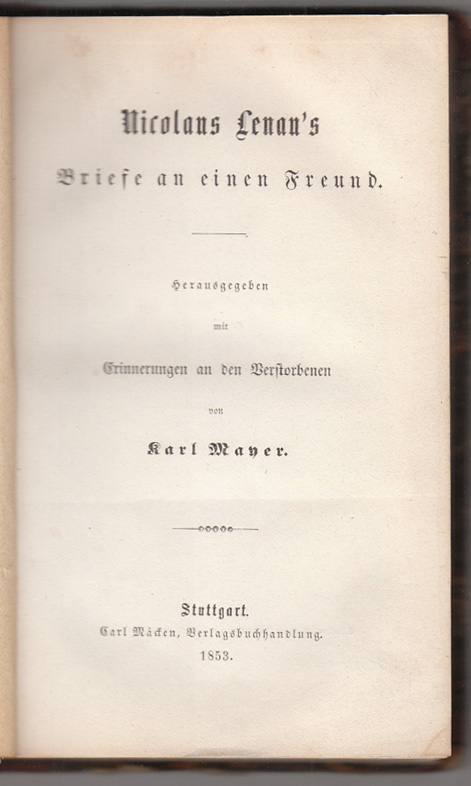 Nicolaus Lenau's
Briefe an einen Freund.
Herausgegeben
mit
Erinnerungen an den Verstorbenen
von
Karl Mayer.
Stuttgart.
Carl Mäcken, Verlagsbuchhandlung.
1853.